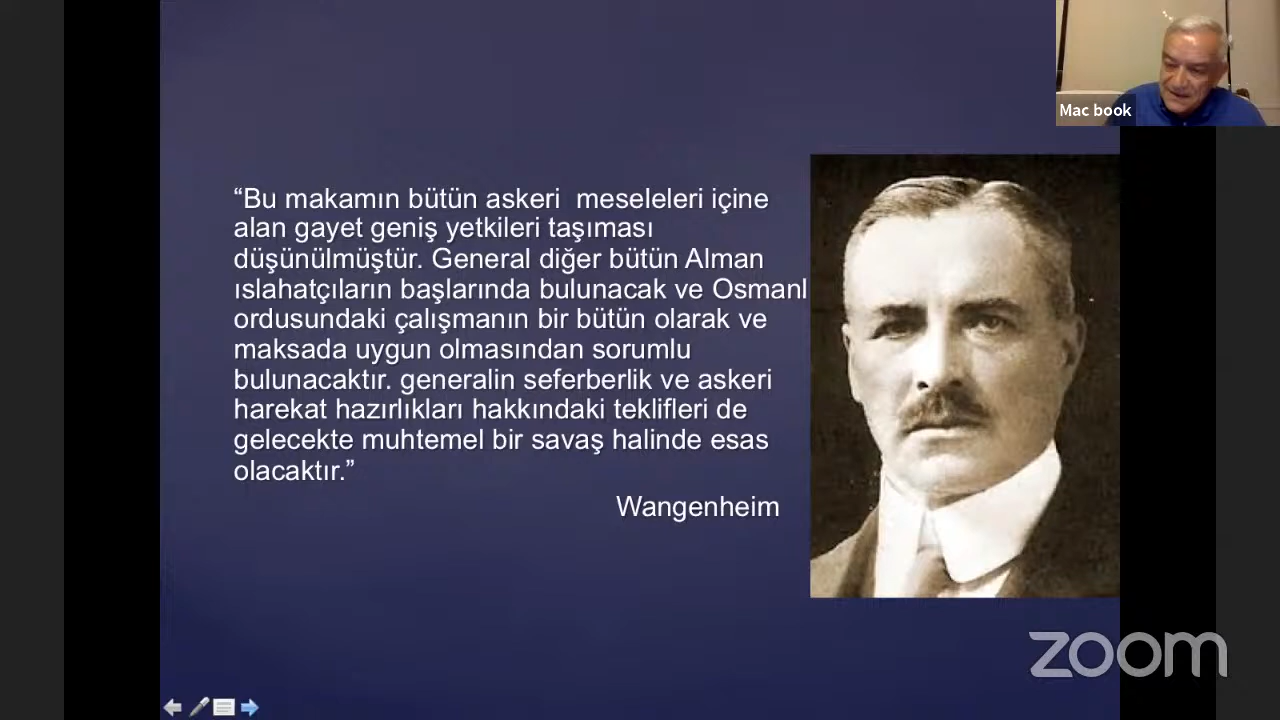 Mac book
“Bu makamın bütün askeri  meseleleri içine
alan gayet geniş yetkileri taşıması
düşünülmüştür. General diğer bütün Alman
ıslahatçıların başlarında bulunacak ve Osmanl
ordusundaki çalışmanın bir bütün olarak ve
maksada uygun olmasından sorumlu
bulunacaktır. generalin seferberlik ve askeri
harekat hazırlıkları hakkındaki teklifleri de
gelecekte muhtemel bir savaş halinde esas
olacaktır.”
Wangenheim
zoom